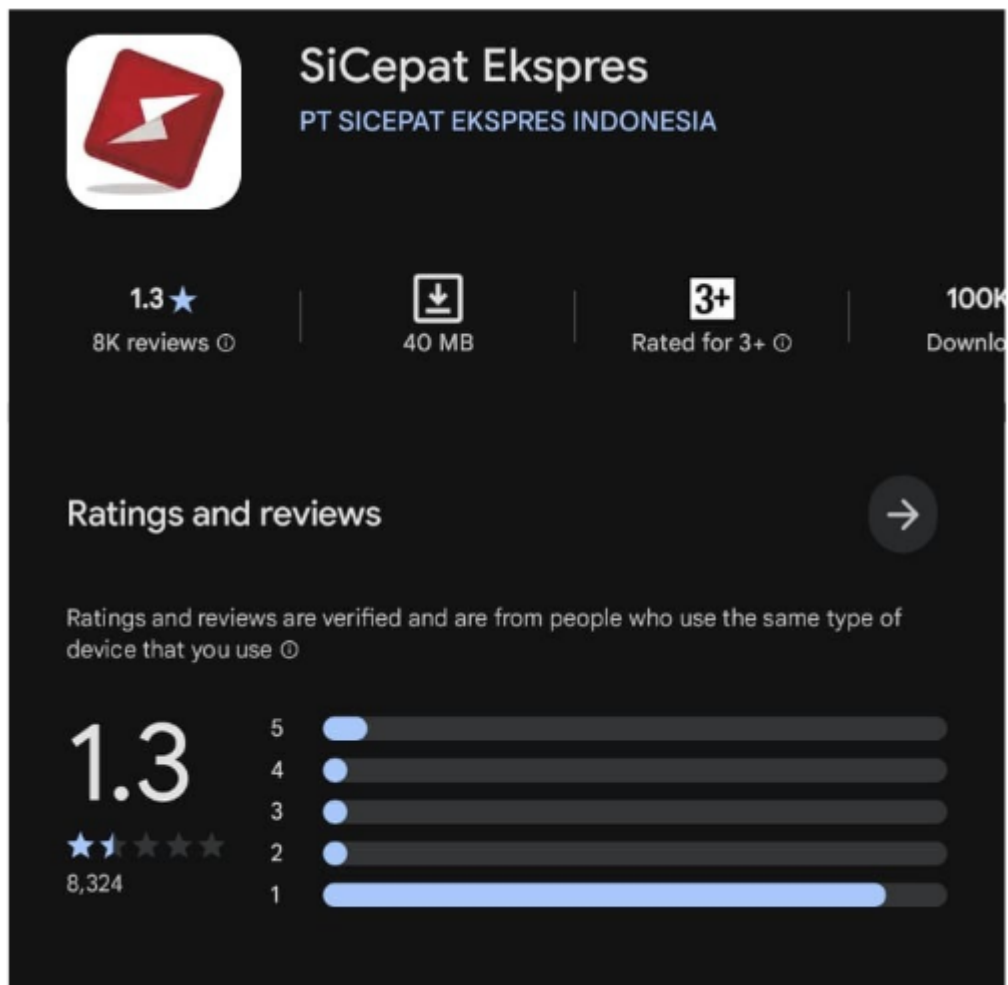 SiCepat Ekspres
PT SICEPAT EKSPRES INDONESIA
1.3★ 3+ 100K
8K reviews 40 MB Rated for 3+ Downlo
Ratings and reviews
Ratings and reviews are verified and are from people who use the same type of
device that you use
1.3
8,324
5
4
3
2
1